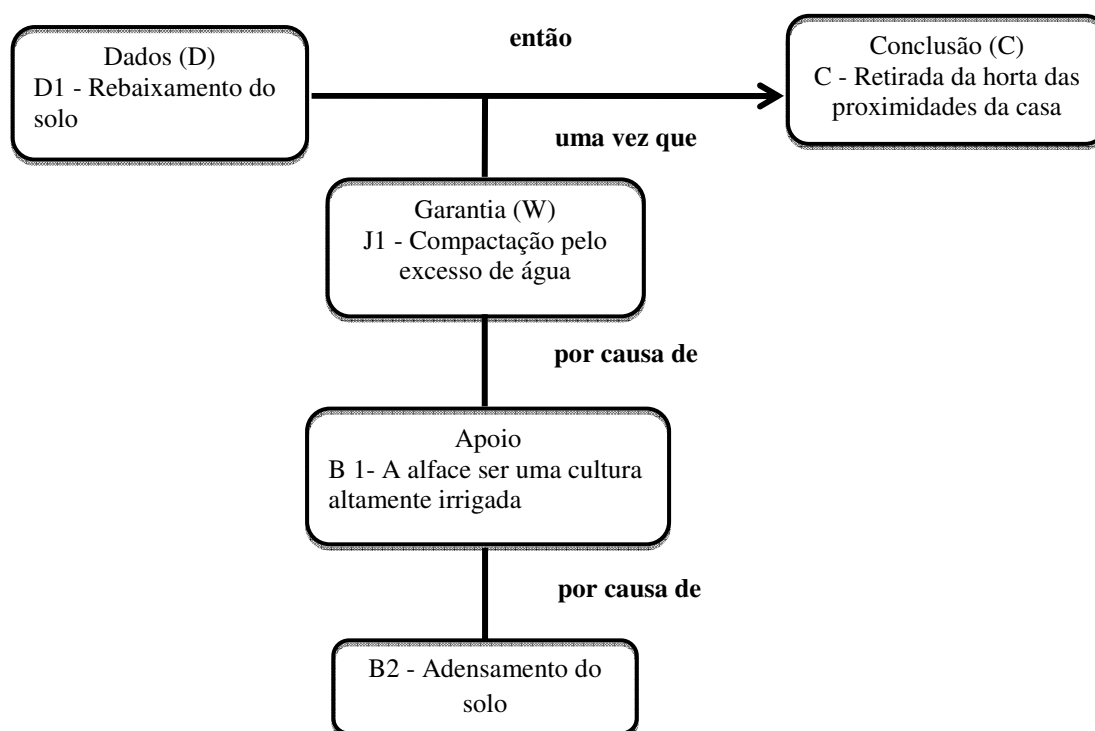 então
Dados (D)
D1 - Rebaixamento do
solo
Conclusão (C)
C - Retirada da horta das
proximidades da casa
uma vez que
Garantia (W)
J1 - Compactação pelo
excesso de água
por causa de
Apoio
B 1- A alface ser uma cultura
altamente irrigada
por causa de
B2 - Adensamento do
solo